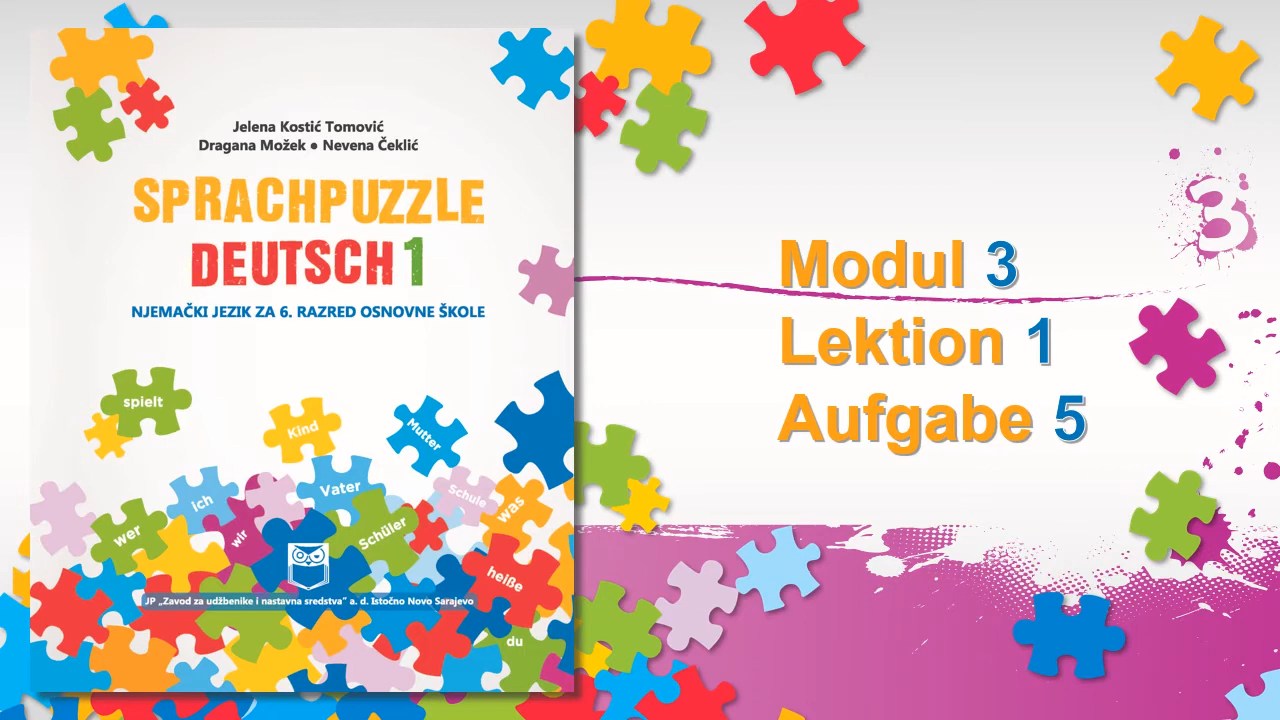 Jelena Kostić Tomović
Dragana Možek ● Nevena Čeklić
SPRACHPUZZLE
DEUTSCH 1
NJEMAČKI JEZIK ZA 6. RAZRED OSNOVNE ŠKOLE
spielt
Kind
Mutter
ich
Vater
Schule
was
wer
wir
Schüler
heiße
JP „Zavod za udžbenike i nastavna sredstva“ a. d. Istočno Novo Sarajevo
du
3
Modul 3
Lektion 1
Aufgabe 5